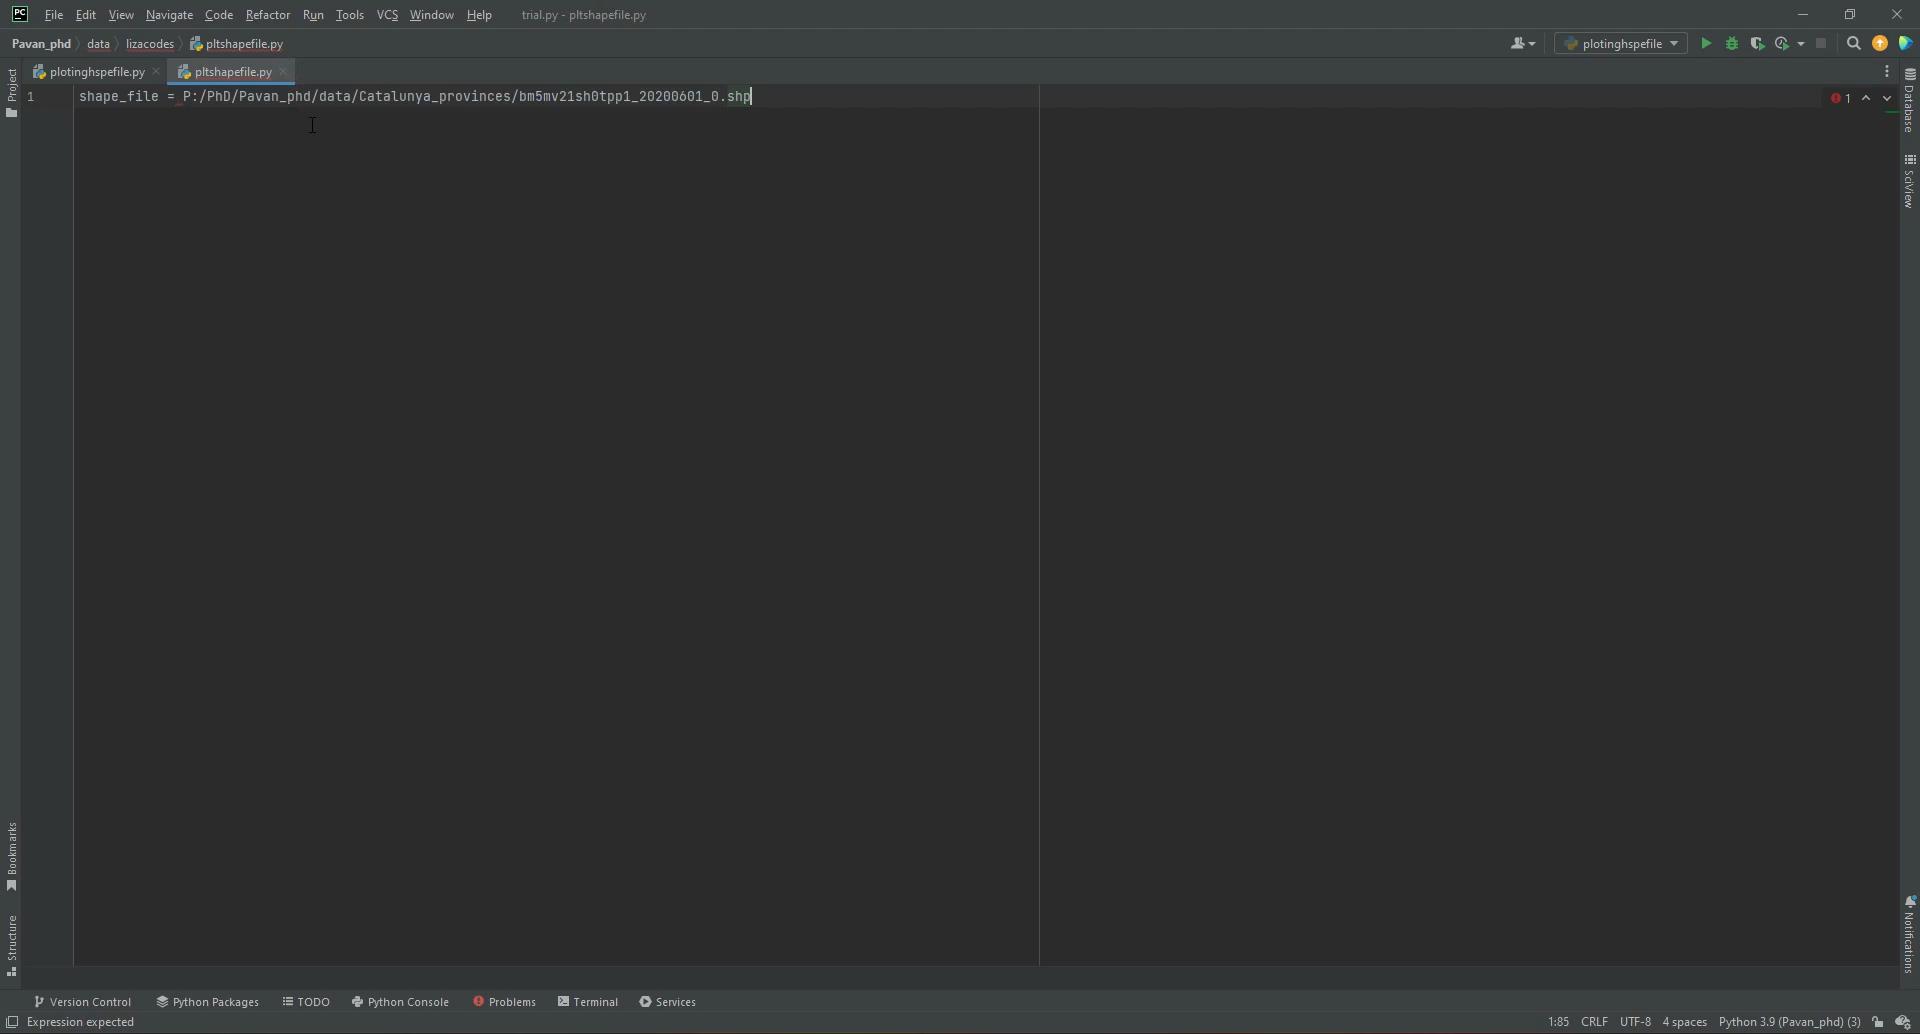 PC File Edit View Navigate Code Refactor Run Tools VCS Window Help trial.py - pltshapefile.py
Pavan_phd data lizacodes pltshapefile.py plotinghspefile
plotinghspefile.py pltshapefile.py
1 shape_file = P:/PhD/Pavan_phd/data/Catalunya_provinces/bm5mv21sh0tpp1_20200601_0.shp 1
Project
Bookmarks
Structure
Database
SciView
Notifications
Version Control Python Packages TODO Python Console Problems Terminal Services
Expression expected 1:85 CRLF UTF-8 4 spaces Python 3.9 (Pavan_phd) (3)